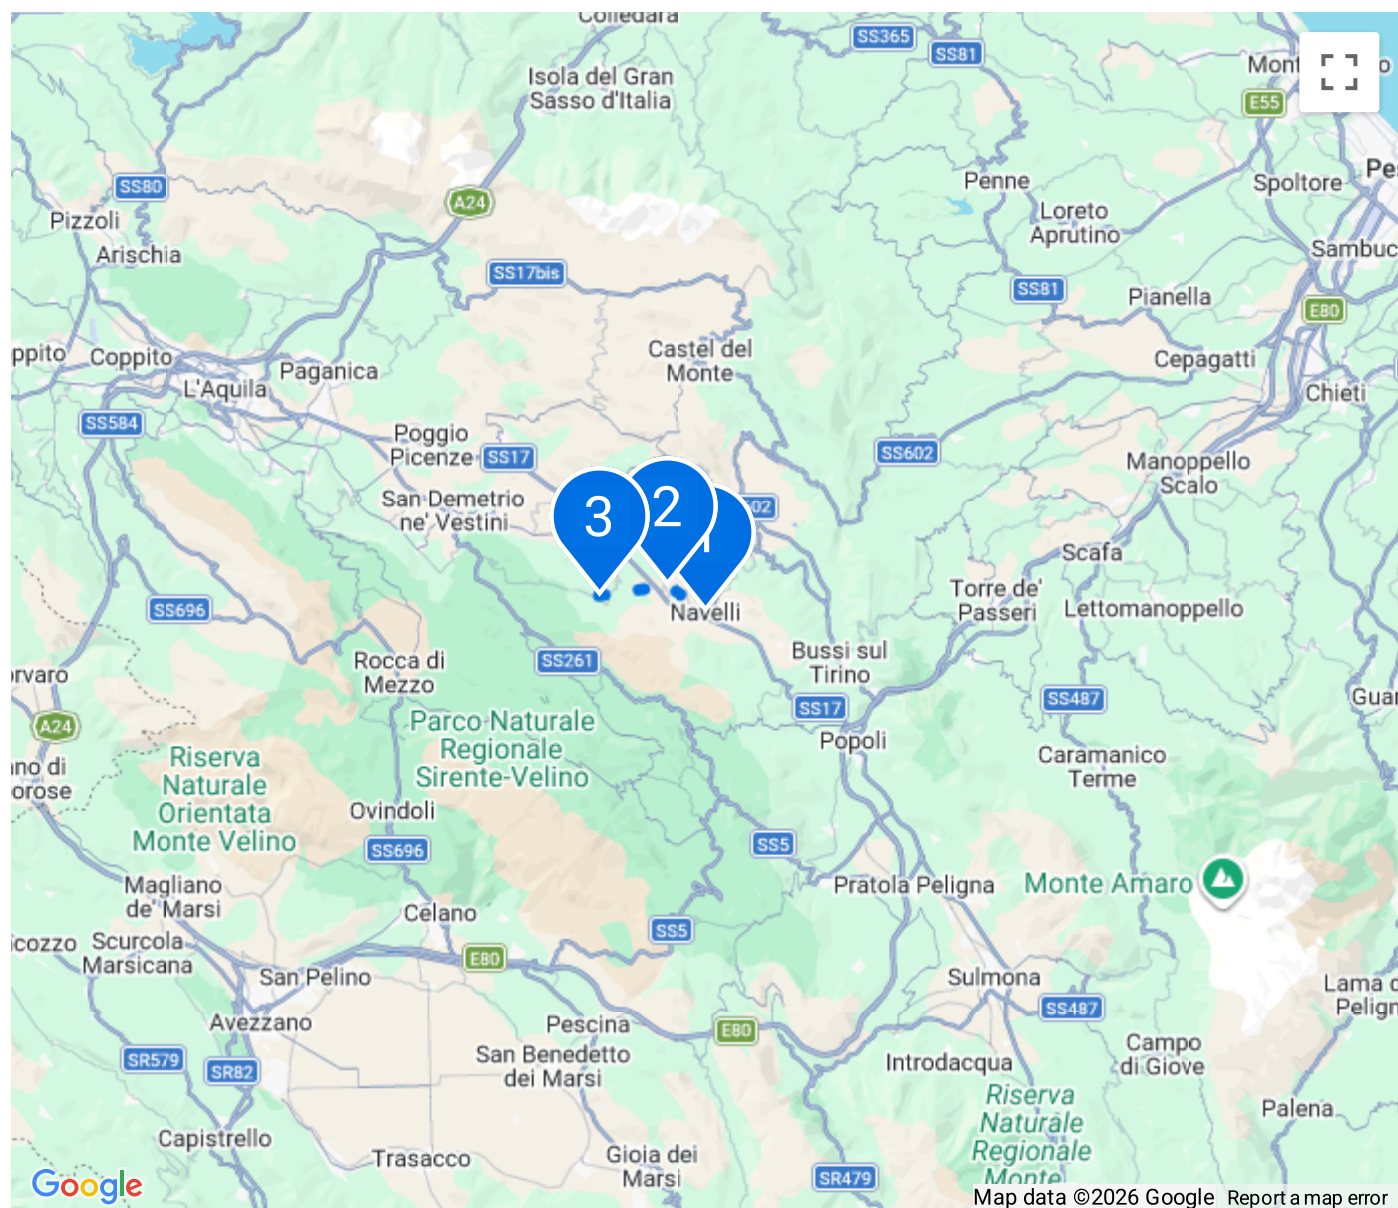 Colledara
SS365
SS81
Isola del Gran
Sasso d'Italia
E55
SS80
A24
Penne
Spoltore
Pizzoli
Loreto
Aprutino
Arischia
SS17bis
SS81
Pianella
E80
Coppito
Castel del
Monte
Cepagatti
Paganica
L'Aquila
Chieti
SS584
Poggio
Picenze
SS17
SS602
Manoppello
Scalo
San Demetrio
ne' Vestini
3
2
1
Scafa
SS696
Navelli
Torre de'
Passeri
Lettomanoppello
Rocca di
Mezzo
SS261
Bussi sul
Tirino
SS17
SS487
A24
Parco Naturale
Regionale
Sirente-Velino
Popoli
Riserva
Naturale
Orientata
Monte Velino
Caramanico
Terme
Ovindoli
SS696
SS5
Magliano
de' Marsi
Pratola Peligna
Monte Amaro
Celano
SS5
Scurcola
Marsicana
E80
San Pelino
Sulmona
Lama d
Peligr
SS487
Avezzano
Pescina
E80
SR579
SR82
San Benedetto
dei Marsi
Introdacqua
Campo
di Giove
Riserva
Naturale
Regionale
Monte
Palena
Capistrello
Trasacco
Gioia dei
Marsi
SR479
Google
Map data ©2026 Google
Report a map error